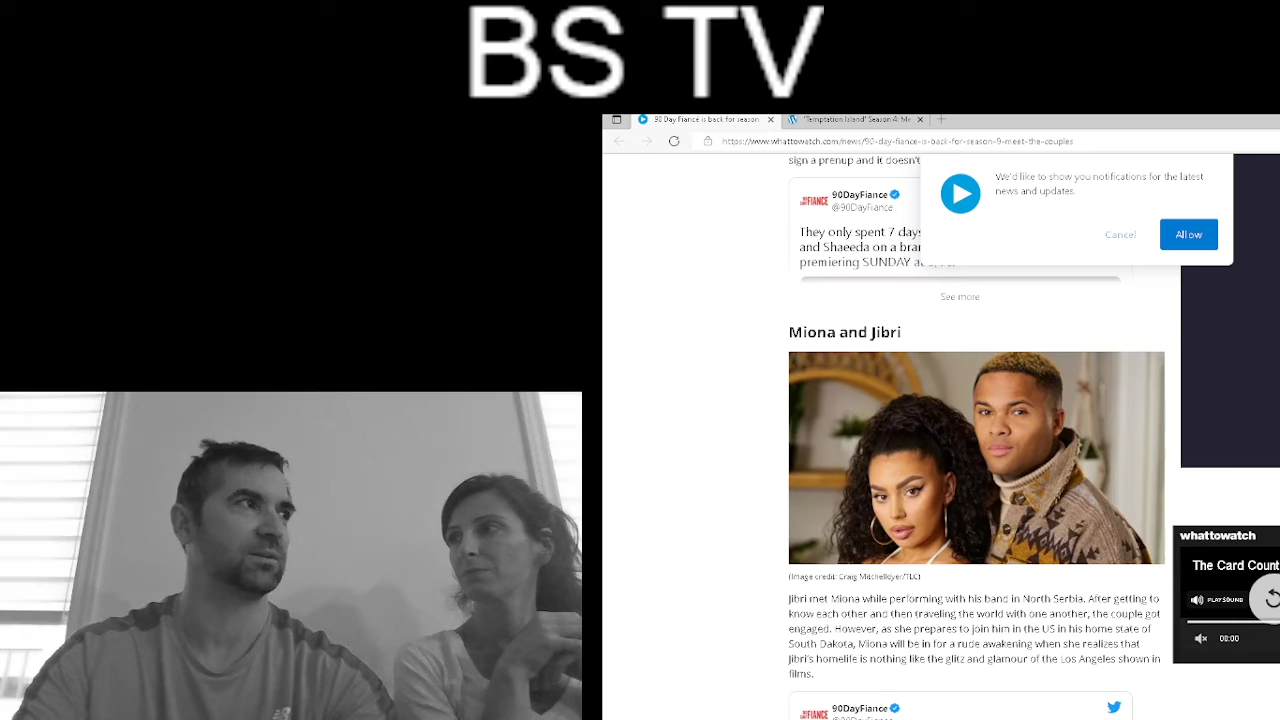 BS TV
90 Day Fiancé is back for season
'Temptation Island' Season 4: Me
https://www.whattowatch.com/news/90-day-fiance-is-back-for-season-9-meet-the-couples
sign a prenup and it doesn't
We'd like to show you notifications for the latest
news and updates.
Cancel
Allow
FIANCE
90DayFiance
@90DayFiance
They only spent 7 days
and Shaeeda on a bran
premiering SUNDAY at
See more
Miona and Jibri
(Image credit: Craig Mitchelldyer/TLC)
Jibri met Miona while performing with his band in North Serbia. After getting to
know each other and then traveling the world with one another, the couple got
engaged. However, as she prepares to join him in the US in his home state of
South Dakota, Miona will be in for a rude awakening when she realizes that
Jibri's homelife is nothing like the glitz and glamour of the Los Angeles shown in
films.
whattowatch
The Card Count
PLAY SOUND
00:00
FIANCE
90DayFiance